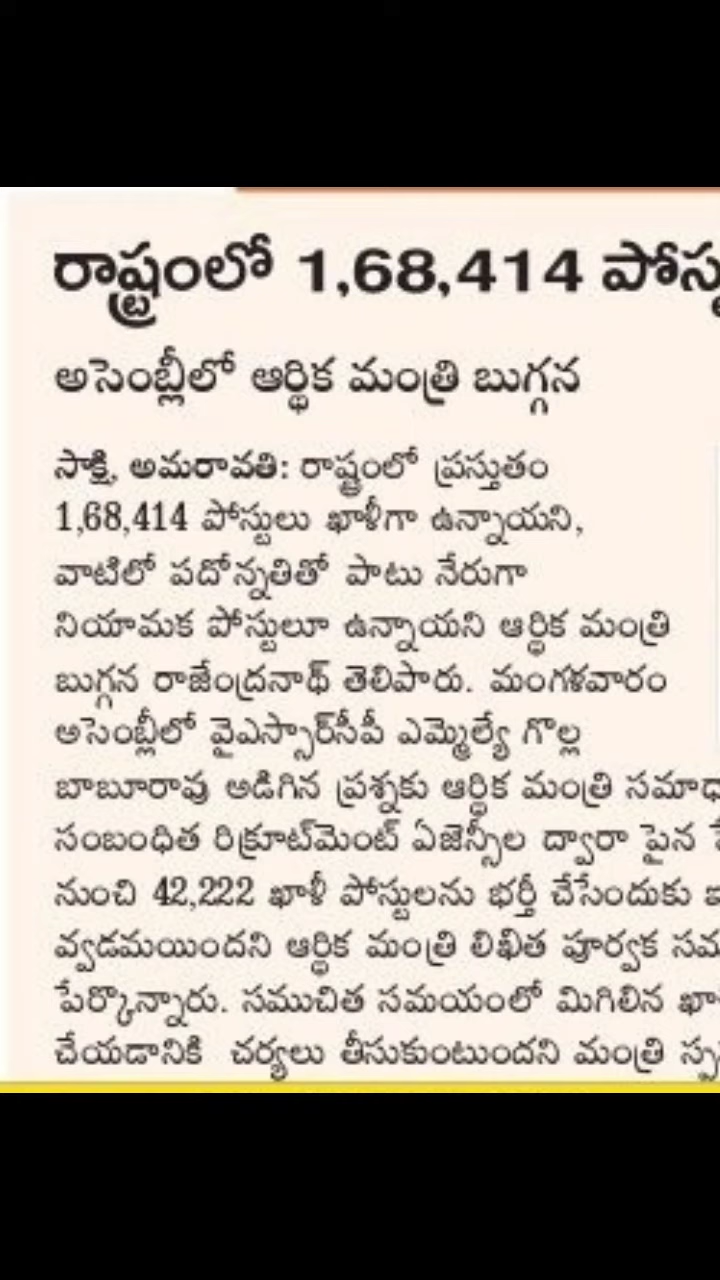 రాష్ట్రంలో 1,68,414
అసెంబ్లీలో ఆర్థిక మంత్రి బుగ్గన
సాక్షి, అమరావతి: రాష్ట్రంలో ప్రస్తుతం
1,68,414 పోస్టులు ఖాళీగా ఉన్నాయని,
వాటిలో పదోన్నతితో పాటు నేరుగా
నియామక పోస్టులూ ఉన్నాయని ఆర్థిక మంత్రి
బుగ్గన రాజేంద్రనాథ్ తెలిపారు. మంగళవారం
అసెంబ్లీలో వైఎస్సార్‌సీపీ ఎమ్మెల్యే గొల్ల
బాబూరావు అడిగిన ప్రశ్నకు ఆర్థిక మంత్రి
సంబంధిత రిక్రూట్‌మెంట్ ఏజెన్సీల ద్వారా పైన
నుంచి 42,222 ఖాళీ పోస్టులను భర్తీ చేసేందుకు
వ్వడమయిందని ఆర్థిక మంత్రి లిఖిత పూర్వక
పేర్కొన్నారు. సముచిత సమయంలో మిగిలిన
చేయడానికి చర్యలు తీసుకుంటుందని మంత్రి